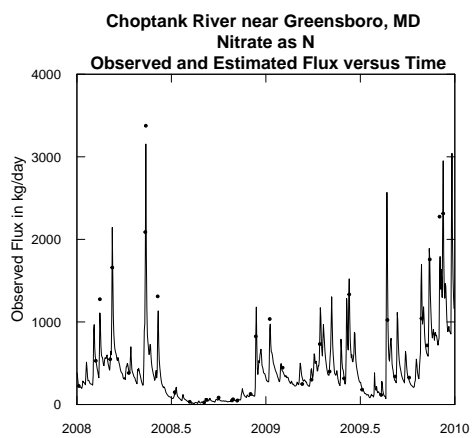 Choptank River near Greensboro, MD
Nitrate as N
Observed and Estimated Flux versus Time
Observed Flux in kg/day
4000
3000
2000
1000
0
2008
2008.5
2009
2009.5
2010